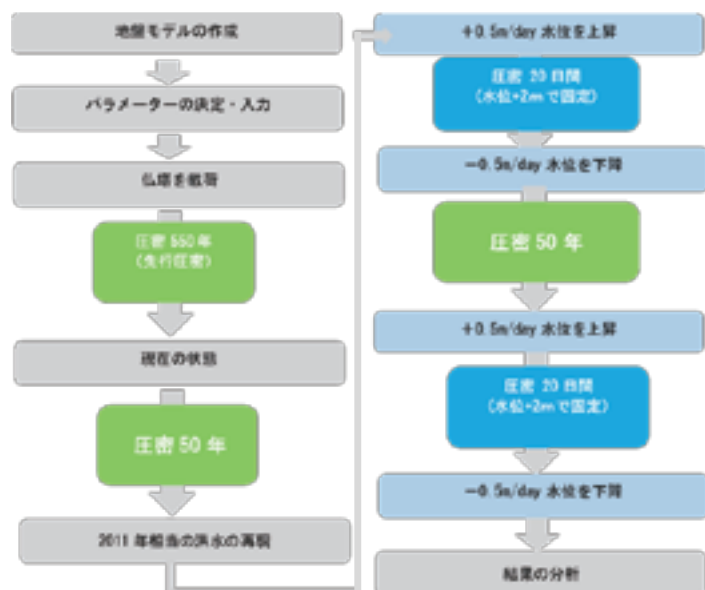 地盤モデルの作成
パラメーターの決定・入力
仏塔を載荷
圧密 550 年
(先行圧密)
現在の状態
圧密 50 年
2011 年相当の洪水の再現
+0.5m/day 水位を上昇
圧密 20 日間
(水位+2m で固定)
-0.5m/day 水位を下降
圧密 50 年
+0.5m/day 水位を上昇
圧密 20 日間
(水位+2m で固定)
-0.5m/day 水位を下降
結果の分析